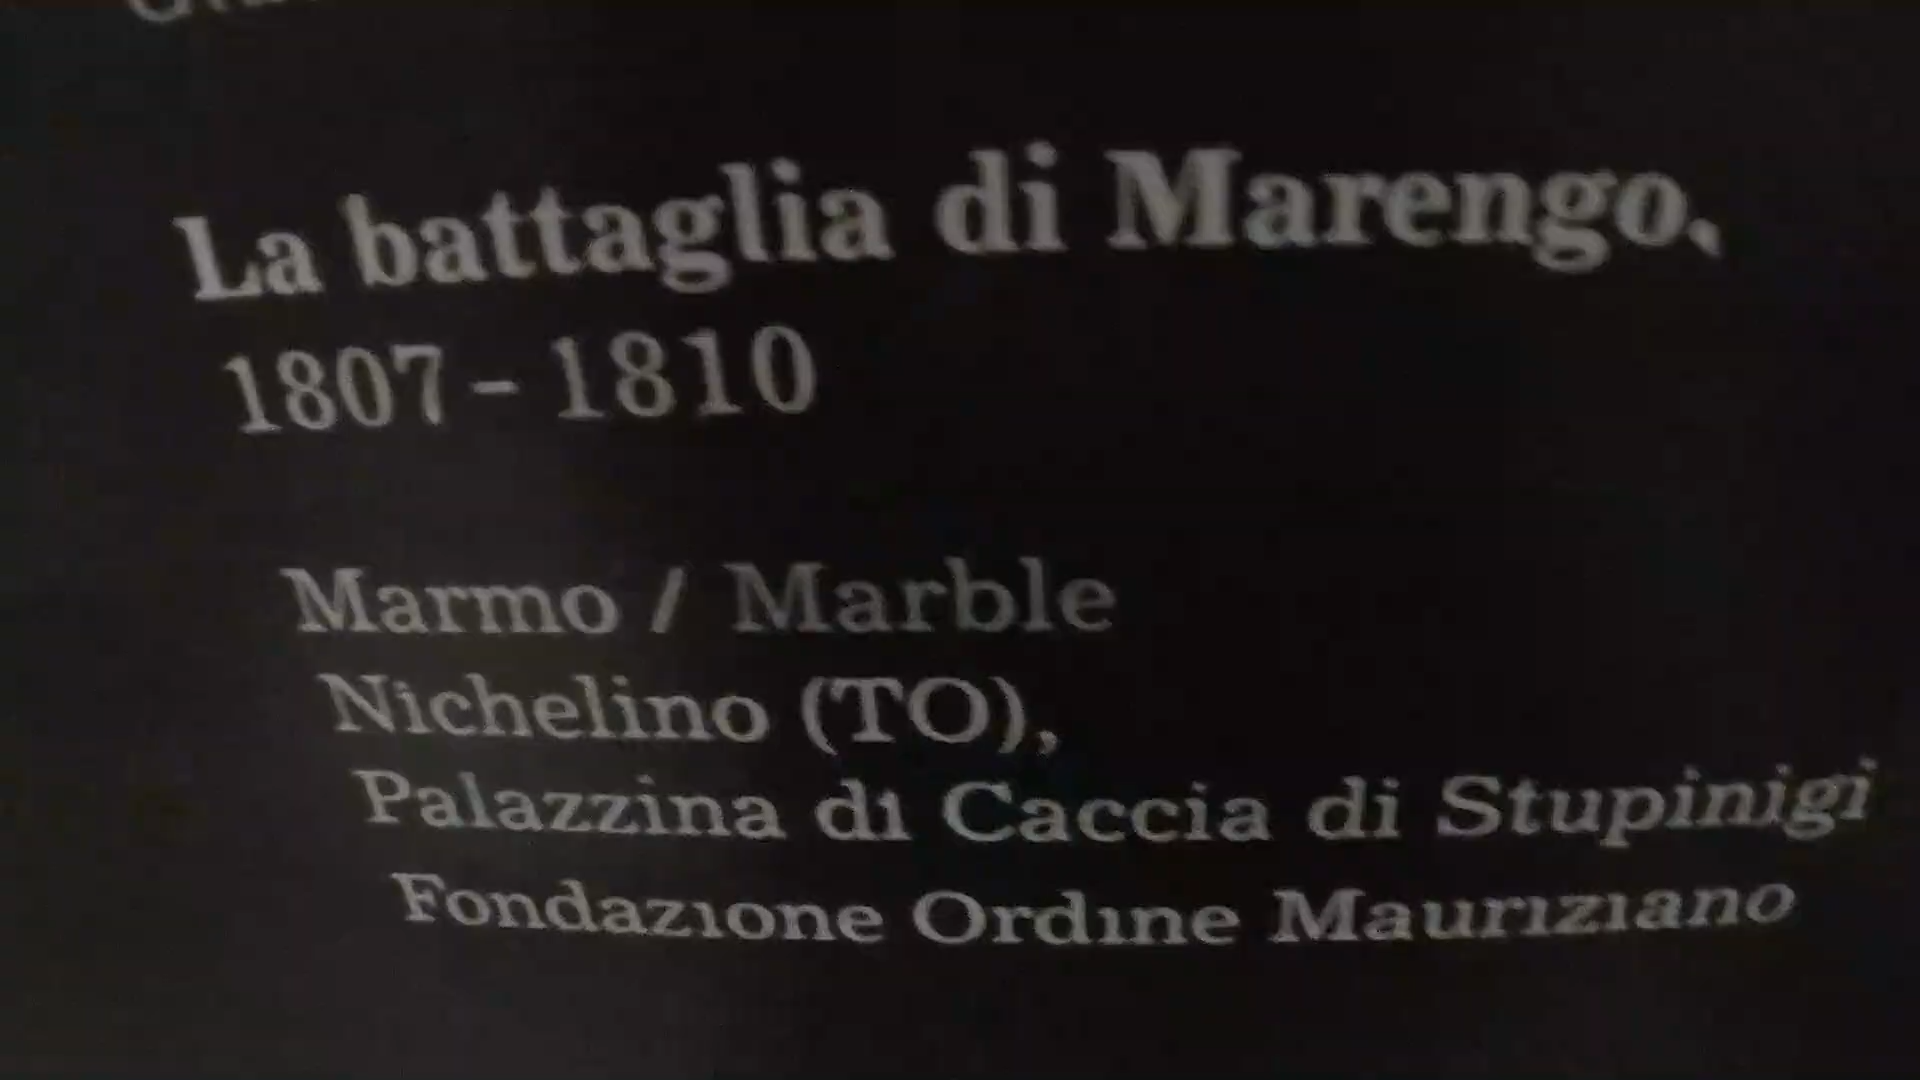 La battaglia di Marengo,
1807 - 1810
Marmo / Marble
Nichelino (TO),
Palazzina di Caccia di Stupinigi
Fondazione Ordine Mauriziano